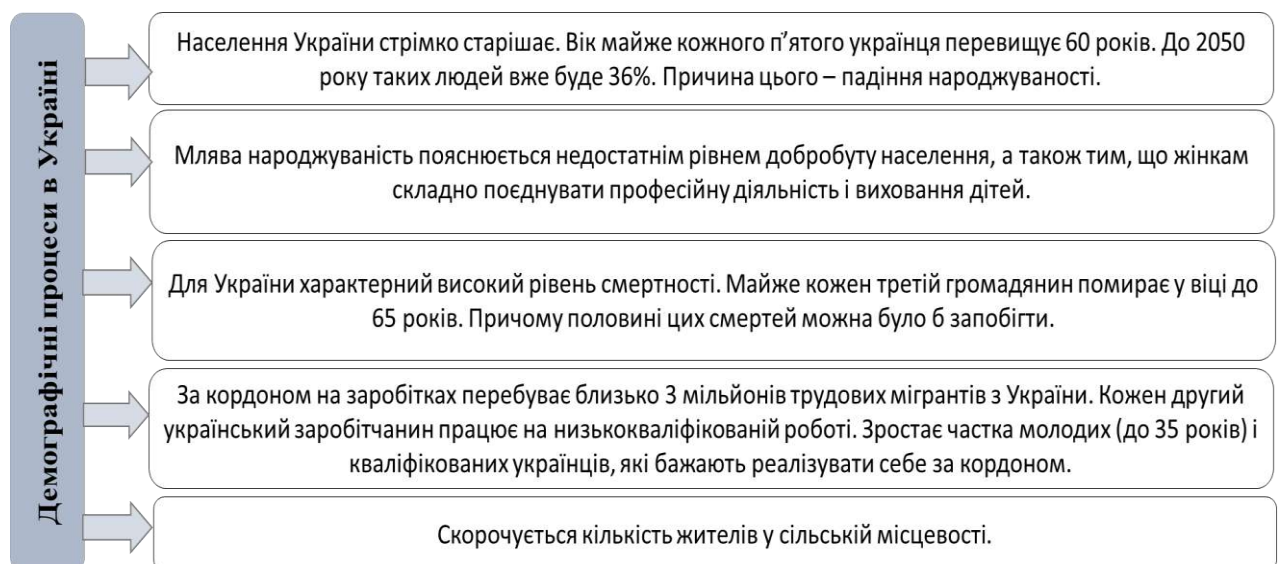 Демографічні процеси в Україні
Населення України стрімко старішає. Вік майже кожного п’ятого українця перевищує 60 років. До 2050
року таких людей вже буде 36%. Причина цього – падіння народжуваності.
Млява народжуваність пояснюється недостатнім рівнем добробуту населення, а також тим, що жінкам
складно поєднувати професійну діяльність і виховання дітей.
Для України характерний високий рівень смертності. Майже кожен третій громадянин помирає у віці до
65 років. Причому половині цих смертей можна було б запобігти.
За кордоном на заробітках перебуває близько 3 мільйонів трудових мігрантів з України. Кожен другий
український заробітчанин працює на низькокваліфікованій роботі. Зростає частка молодих (до 35 років) і
кваліфікованих українців, які бажають реалізувати себе за кордоном.
Скорочується кількість жителів у сільській місцевості.